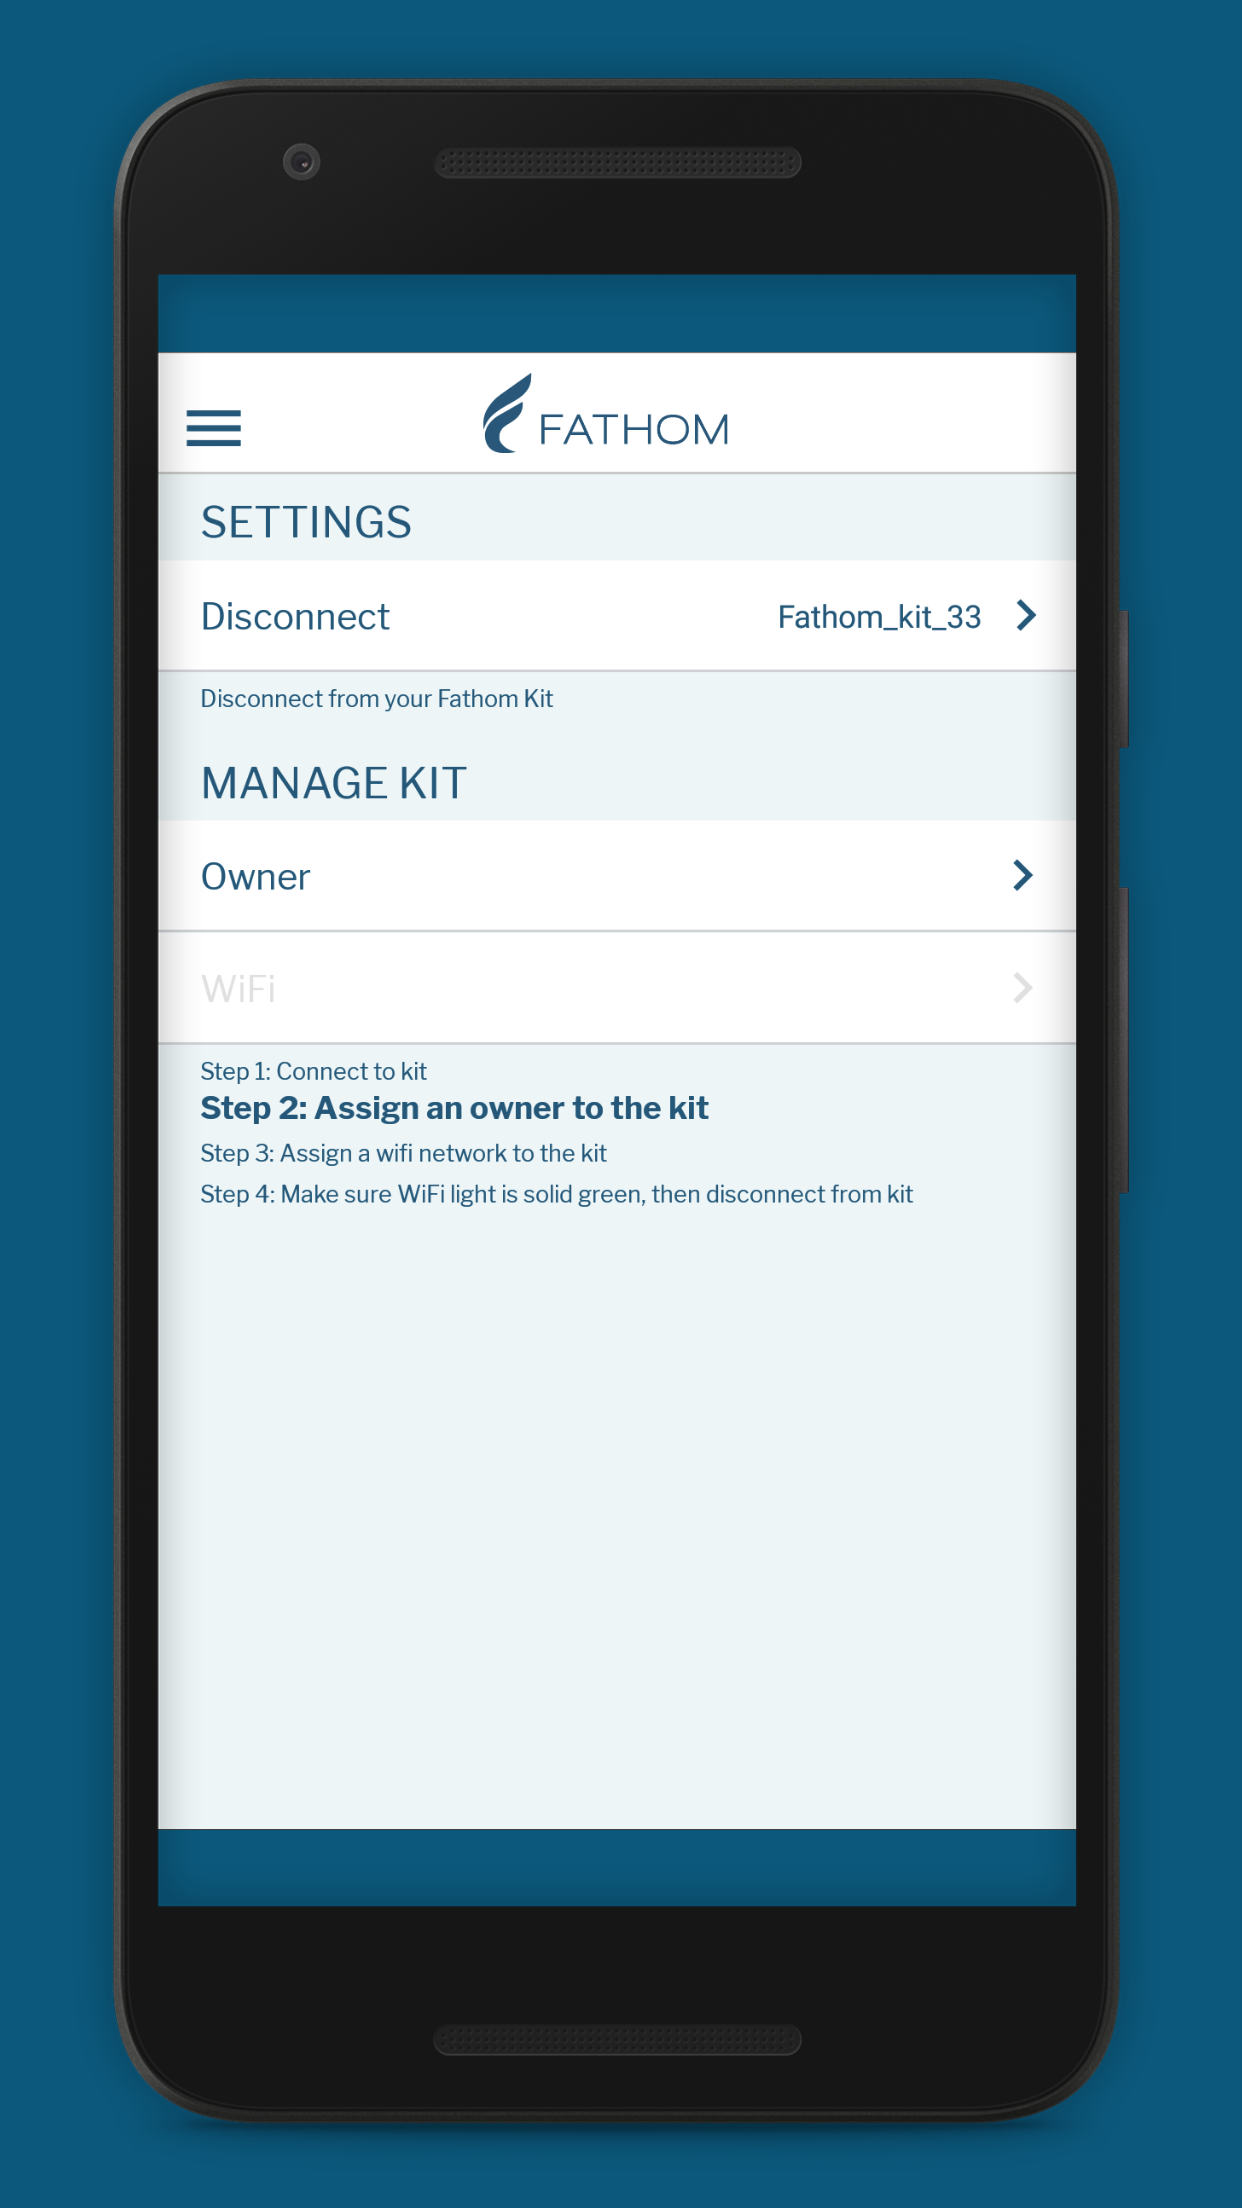 FATHOM
SETTINGS
Disconnect Fathom_kit_33
Disconnect from your Fathom Kit
MANAGE KIT
Owner
WiFi
Step 1: Connect to kit
Step 2: Assign an owner to the kit
Step 3: Assign a wifi network to the kit
Step 4: Make sure WiFi light is solid green, then disconnect from kit